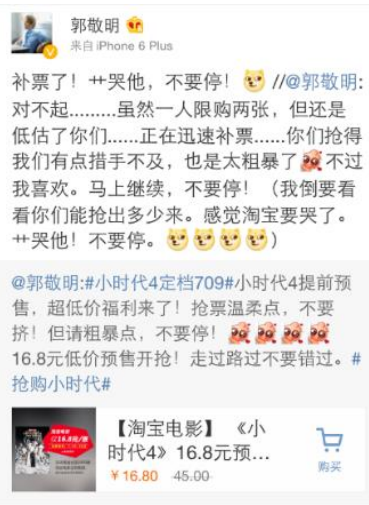 郭敬明
来自 iPhone 6 Plus
补票了！艹哭他，不要停！//@郭敬明:
对不起.........虽然一人限购两张，但还是
低估了你们......正在迅速补票......你们抢得
我们有点措手不及，也是太粗暴了不过
我喜欢。马上继续，不要停！（我倒要看
看你们能抢出多少来。感觉淘宝要哭了。
艹哭他！不要停。）
@郭敬明:#小时代4定档709#小时代4提前预
售，超低价福利来了！抢票温柔点，不要
挤！但请粗暴点，不要停！
16.8元低价预售开抢！走过路过不要错过。#
抢购小时代#
【淘宝电影】《小
时代4》16.8元预...
￥16.80 45.00
购买